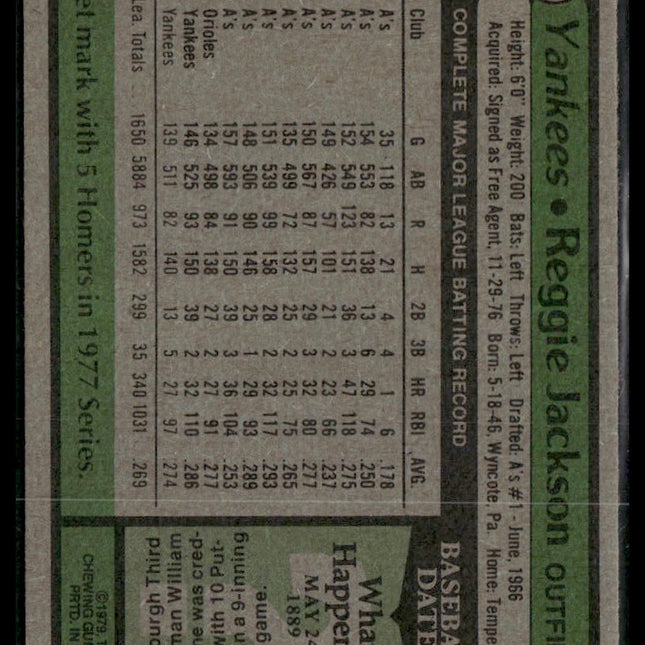 Yankees • Reggie Jackson OUTFI
Height: 6'0" Weight: 200 Bats: Left Throws: Left Drafted: A's #1 - June, 1966
Acquired: Signed as Free Agent, 11-29-76 Born: 5-18-46, Wyncote, Pa Home: Tempe
COMPLETE MAJOR LEAGUE BATTING RECORD
Club G AB R H 2B 3B HR RBI AVG.
A's 35 118 13 21 4 4 1 6 .178
A's 154 553 82 138 13 6 29 74 .250
A's 152 549 123 151 36 3 47 118 .275
A's 149 426 57 101 21 2 23 66 .237
A's 150 567 87 157 29 3 32 80 .277
A's 135 499 72 132 25 2 25 75 .265
A's 151 539 99 158 28 2 32 117 .293
A's 148 506 90 146 25 1 29 93 .289
A's 157 593 91 150 39 3 36 104 .253
Orioles 134 498 84 138 27 2 27 91 .277
Yankees 146 525 93 150 39 2 32 110 .286
Yankees 139 511 82 140 13 5 27 97 .274
Lea. Totals 1650 5884 973 1582 299 35 340 1031 .269
et mark with 5 Homers in 1977 Series.
BASEBA
DATE
Wha
Happen
MAY 24
1889
burgh Third
man William
ne was cred-
with 10 Put-
in a 9-inning
game.
©1979, T
CHEWING GU
PRTD. IN